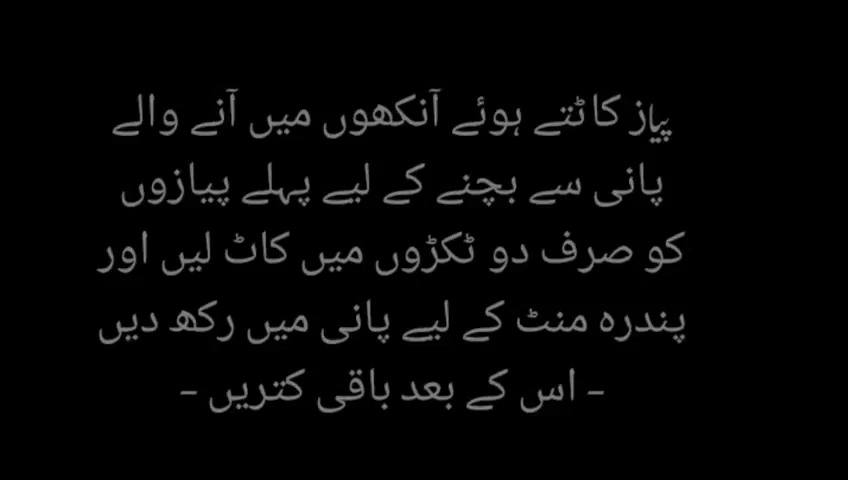 پیاز کاٹتے ہوئے آنکھوں میں آنے والے
پانی سے بچنے کے لیے پہلے پیازوں
کو صرف دو ٹکڑوں میں کاٹ لیں اور
پندرہ منٹ کے لیے پانی میں رکھ دیں
- اس کے بعد باقی کتریں -